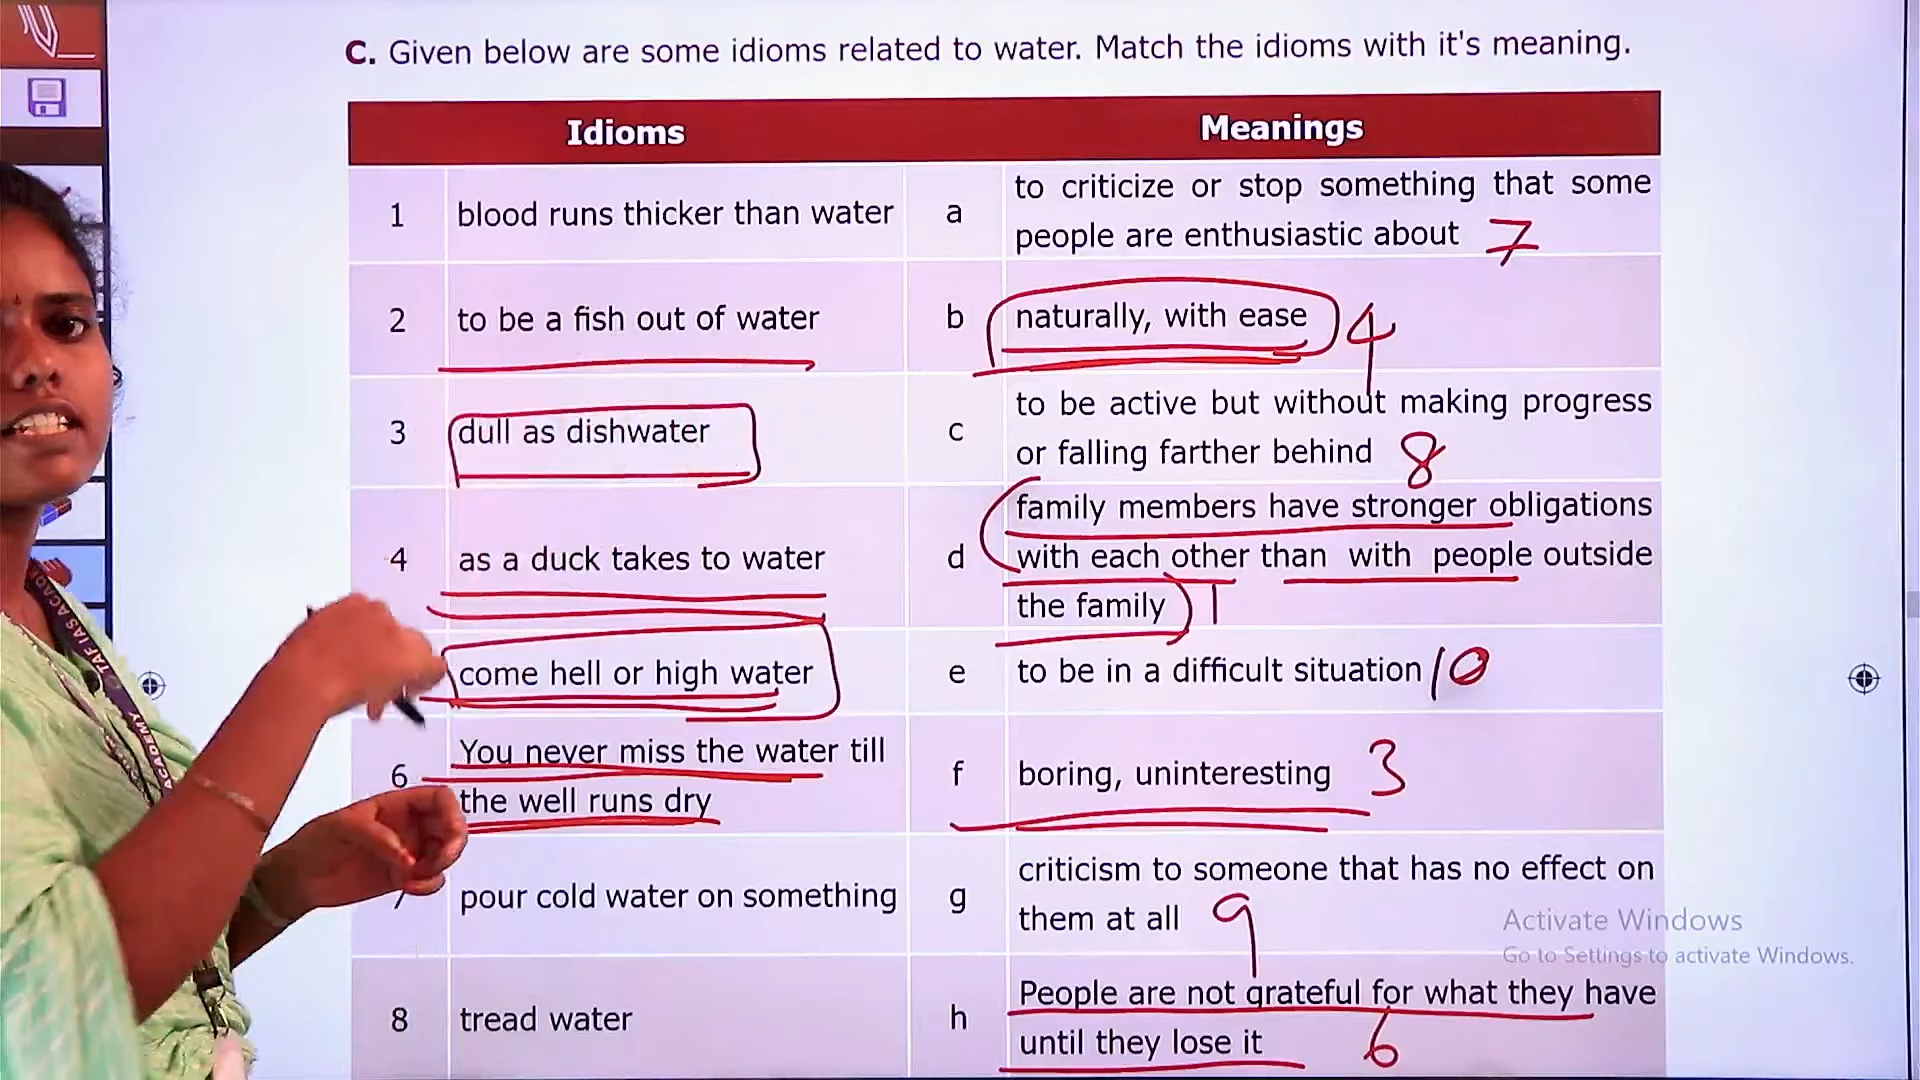 C. Given below are some idioms related to water. Match the idioms with it's meaning.
Idioms Meanings
1 blood runs thicker than water a to criticize or stop something that some
people are enthusiastic about 7
2 to be a fish out of water b naturally, with ease 4
3 dull as dishwater c to be active but without making progress
or falling farther behind 8
4 as a duck takes to water d family members have stronger obligations
with each other than with people outside
the family 1
come hell or high water e to be in a difficult situation 10
6 You never miss the water till
the well runs dry f boring, uninteresting 3
7 pour cold water on something g criticism to someone that has no effect on
them at all 9
8 tread water h People are not grateful for what they have
until they lose it 6
Activate Windows
Go to Settings to activate Windows.
TAF IAS ACADEMY
ACADEMY